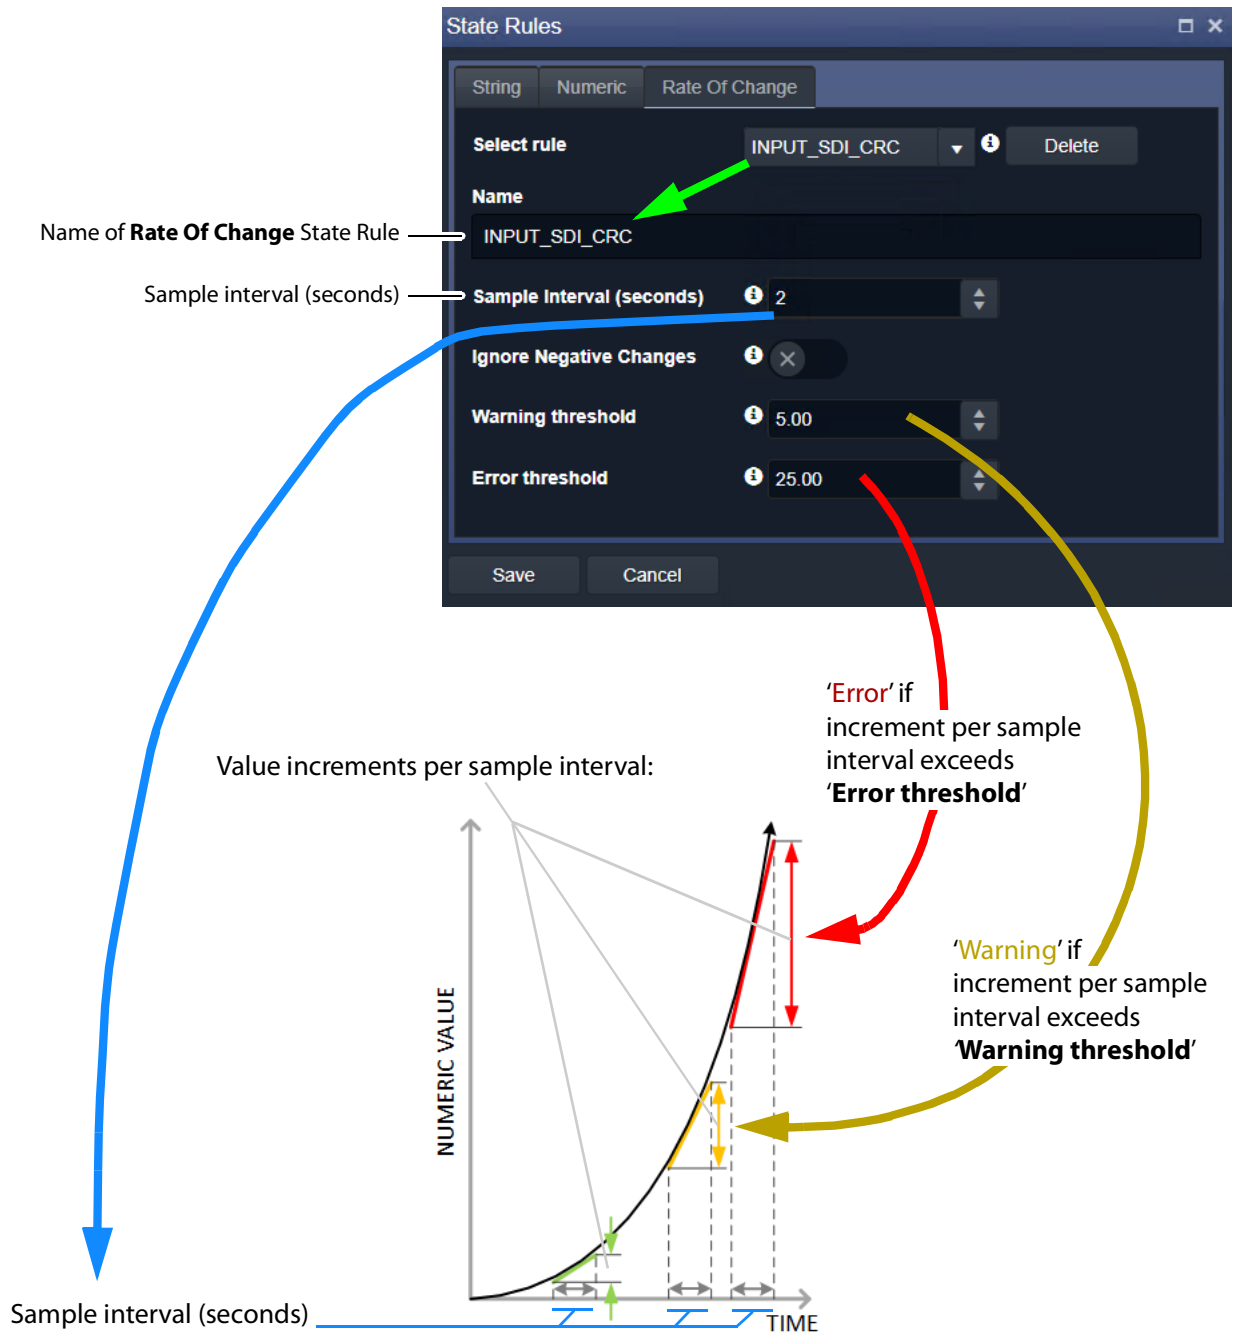 State Rules
String Numeric Rate Of Change
Select rule INPUT_SDI_CRC Delete
Name
Name of Rate Of Change State Rule INPUT_SDI_CRC
Sample interval (seconds) Sample Interval (seconds) 2
Ignore Negative Changes
Warning threshold 5.00
Error threshold 25.00
Save Cancel
‘Error’ if
increment per sample
interval exceeds
‘Error threshold’
Value increments per sample interval:
‘Warning’ if
increment per sample
interval exceeds
‘Warning threshold’
NUMERIC VALUE
Sample interval (seconds)
TIME